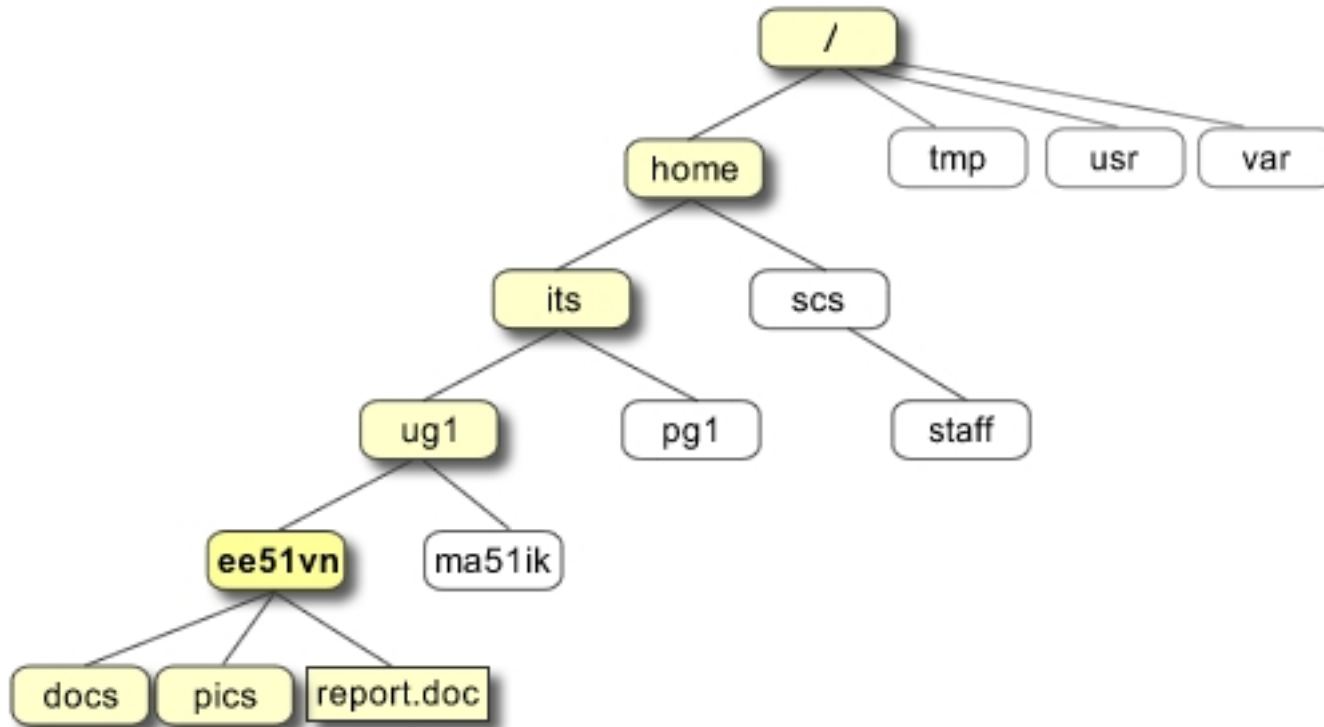 /
home
tmp
usr
var
its
scs
ug1
pg1
staff
ee51vn
ma51ik
docs
pics
report.doc